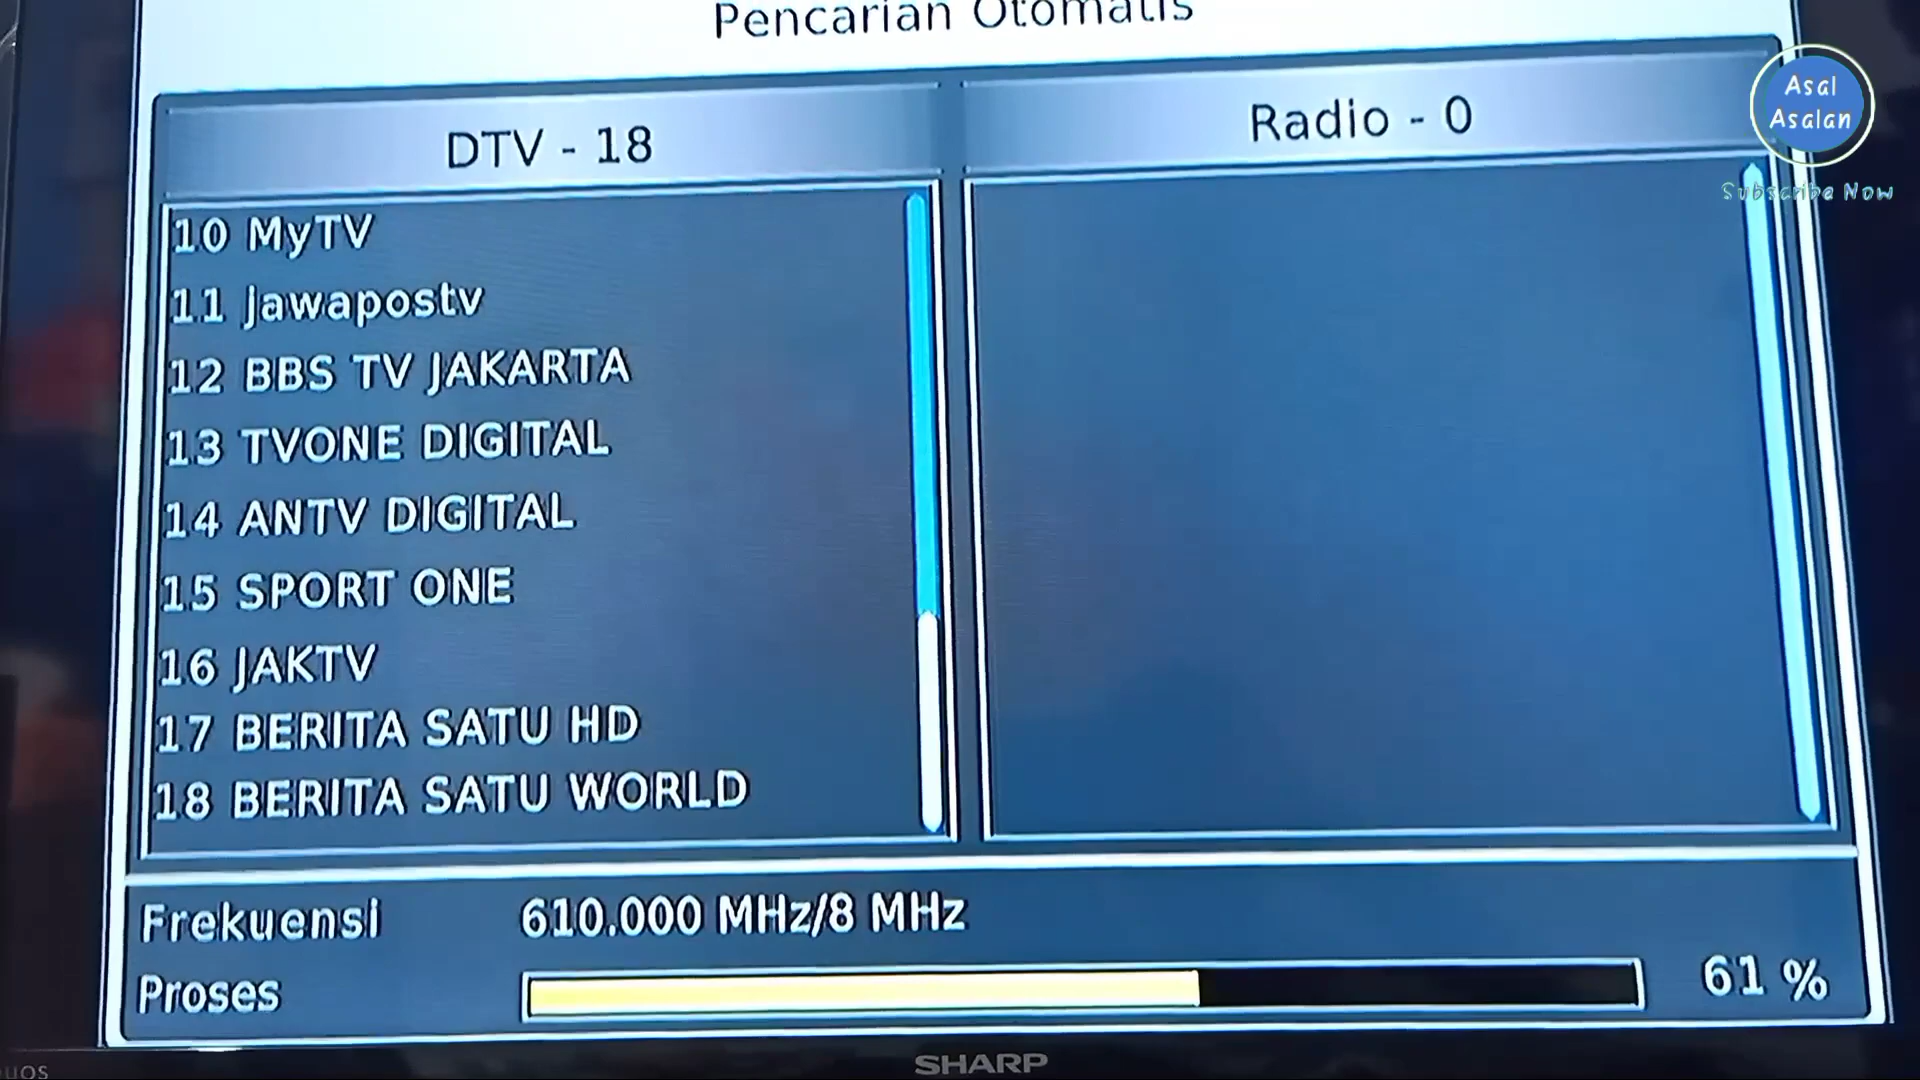 Pencarian Otomatis
DTV - 18
Radio - 0
Asal
Asalan
Subscribe Now
10 MyTV
11 Jawapostv
12 BBS TV JAKARTA
13 TVONE DIGITAL
14 ANTV DIGITAL
15 SPORT ONE
16 JAKTV
17 BERITA SATU HD
18 BERITA SATU WORLD
Frekuensi 610.000 MHz/8 MHz
Proses 61 %
SHARP